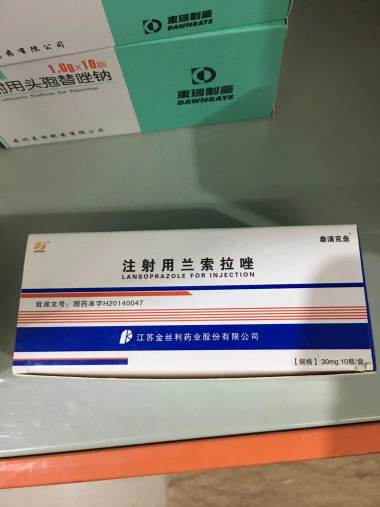 東瑞制藥
DAWNRAYS
有限公司
1.0g×10瓶
射用头孢替唑钠
Sodium for Injection
東瑞制藥
DAWNRAYS
泰清克垒
注射用兰索拉唑
LANSOPRAZOLE FOR INJECTION
批准文号：国药准字H20140047
江苏金丝利药业股份有限公司
【规格】30mg 10瓶/盒